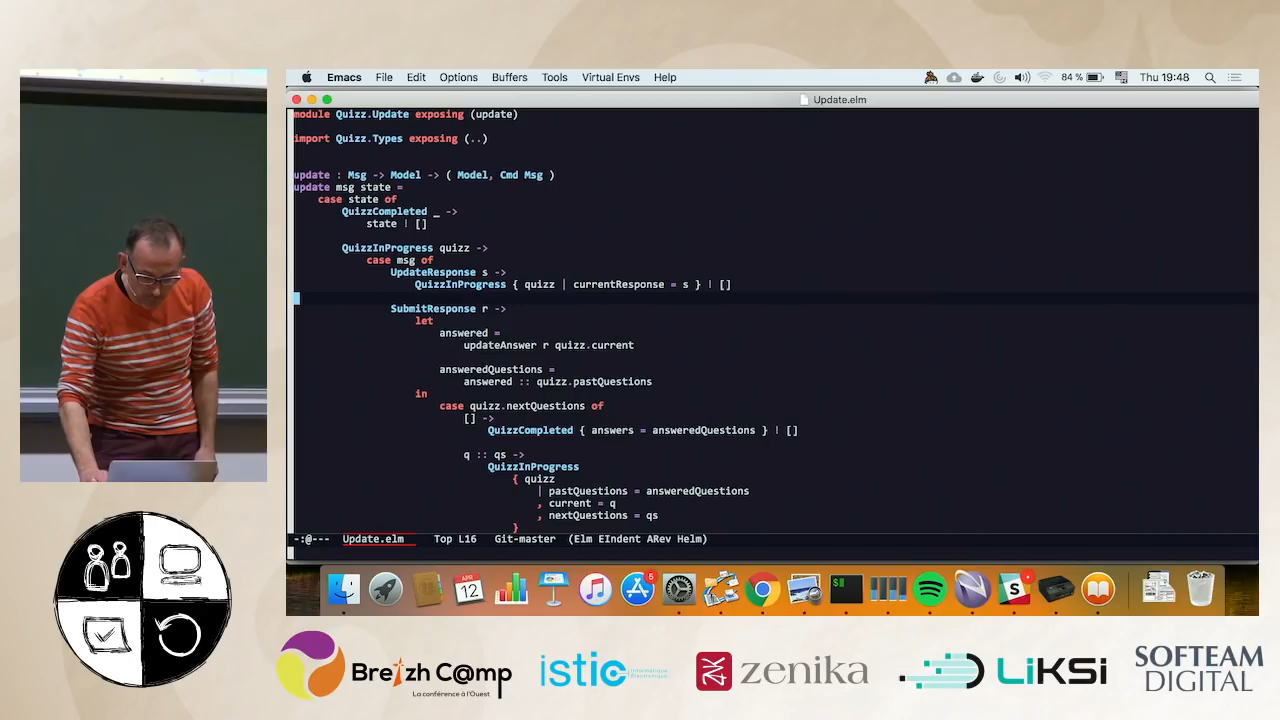 Emacs File Edit Options Buffers Tools Virtual Envs Help 84 % Thu 19:48
Update.elm
module Quizz.Update exposing (update)
import Quizz.Types exposing (..)
update : Msg -> Model -> ( Model, Cmd Msg )
update msg state =
case state of
QuizzCompleted _ ->
state ! []
QuizzInProgress quizz ->
case msg of
UpdateResponse s ->
QuizzInProgress { quizz | currentResponse = s } ! []
SubmitResponse r ->
let
answered =
updateAnswer r quizz.current
answeredQuestions =
answered :: quizz.pastQuestions
in
case quizz.nextQuestions of
[] ->
QuizzCompleted { answers = answeredQuestions } ! []
q :: qs ->
QuizzInProgress
{ quizz
| pastQuestions = answeredQuestions
, current = q
, nextQuestions = qs
}
-:@--- Update.elm Top L16 Git-master (Elm EIndent ARev Helm)
APR
12
5
$
S
Breizh C@mp
La conférence à l'Ouest
istic
zenika
LiKSi
SOFTEAM
DIGITAL